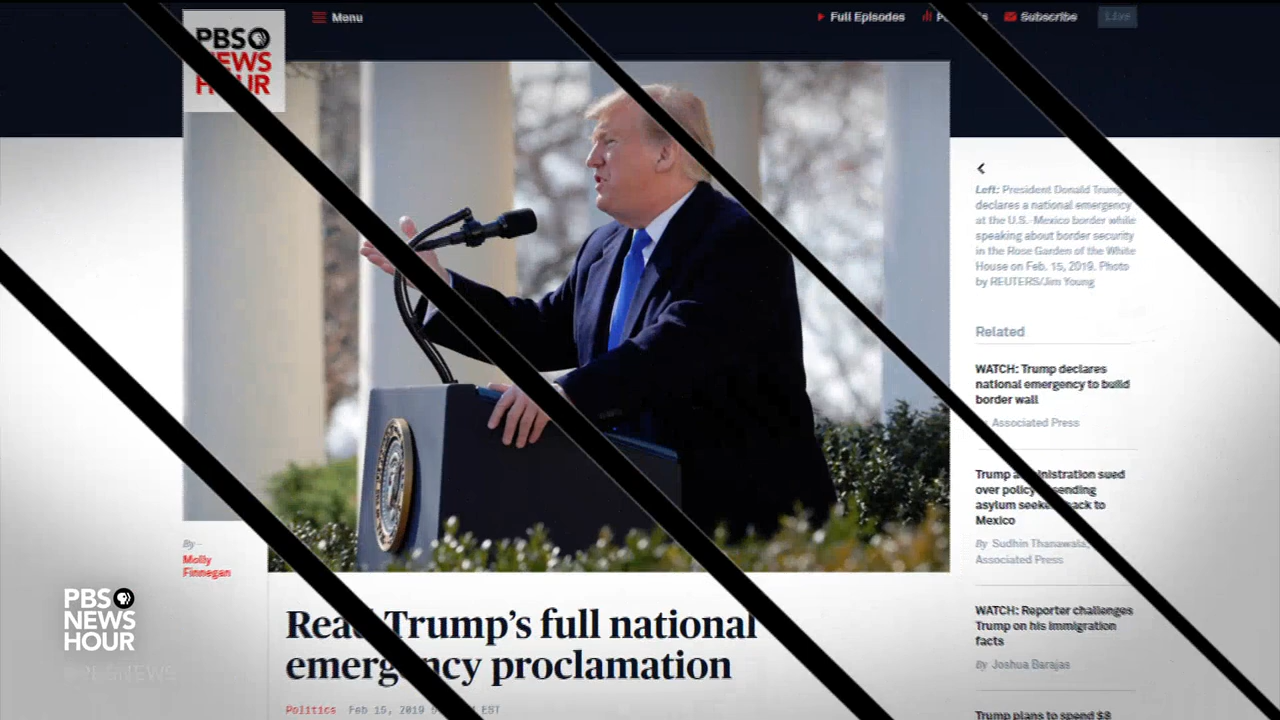 PBS
NEWS
HOUR
Menu
Full Episodes
Subscribe
Live
Left: President Donald Trump
declares a national emergency
at the U.S.-Mexico border while
speaking about border security
in the Rose Garden of the White
House on Feb. 15, 2019. Photo
by REUTERS/Jim Young
Related
WATCH: Trump declares
national emergency to build
border wall
Associated Press
Trump administration sued
over policy sending
asylum seekers back to
Mexico
By Sudhin Thanawala,
Associated Press
WATCH: Reporter challenges
Trump on his immigration
facts
By Joshua Barajas
Trump plans to spend $8
By
Molly
Finnegan
PBS
NEWS
HOUR
Read Trump's full national
emergency proclamation
Politics Feb 15, 2019 EST